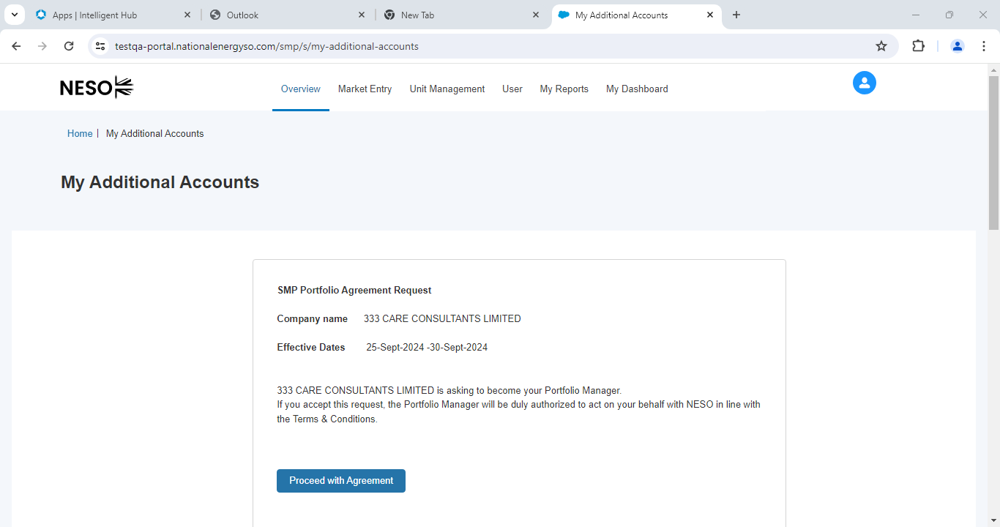 Apps | Intelligent Hub
Outlook
New Tab
My Additional Accounts
testqa-portal.nationalenergyso.com/smp/s/my-additional-accounts
NESO
Overview
Market Entry
Unit Management
User
My Reports
My Dashboard
Home | My Additional Accounts
My Additional Accounts
SMP Portfolio Agreement Request
Company name 333 CARE CONSULTANTS LIMITED
Effective Dates 25-Sept-2024 -30-Sept-2024
333 CARE CONSULTANTS LIMITED is asking to become your Portfolio Manager.
If you accept this request, the Portfolio Manager will be duly authorized to act on your behalf with NESO in line with
the Terms & Conditions.
Proceed with Agreement